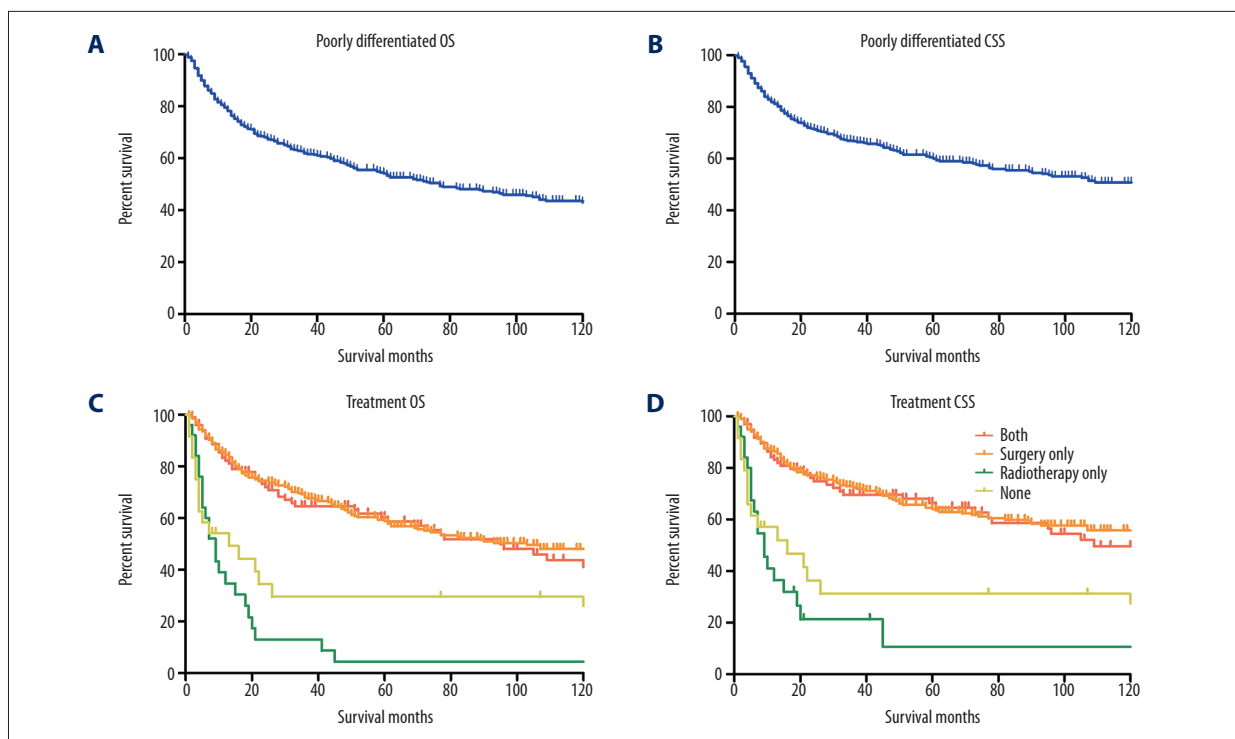 A
Poorly differentiated OS
100
80
60
40
20
0
Percent survival
0 20 40 60 80 100 120
Survival months
B
Poorly differentiated CSS
100
80
60
40
20
0
Percent survival
0 20 40 60 80 100 120
Survival months
C
Treatment OS
100
80
60
40
20
0
Percent survival
0 20 40 60 80 100 120
Survival months
D
Treatment CSS
100
80
60
40
20
0
Percent survival
Both
Surgery only
Radiotherapy only
None
0 20 40 60 80 100 120
Survival months